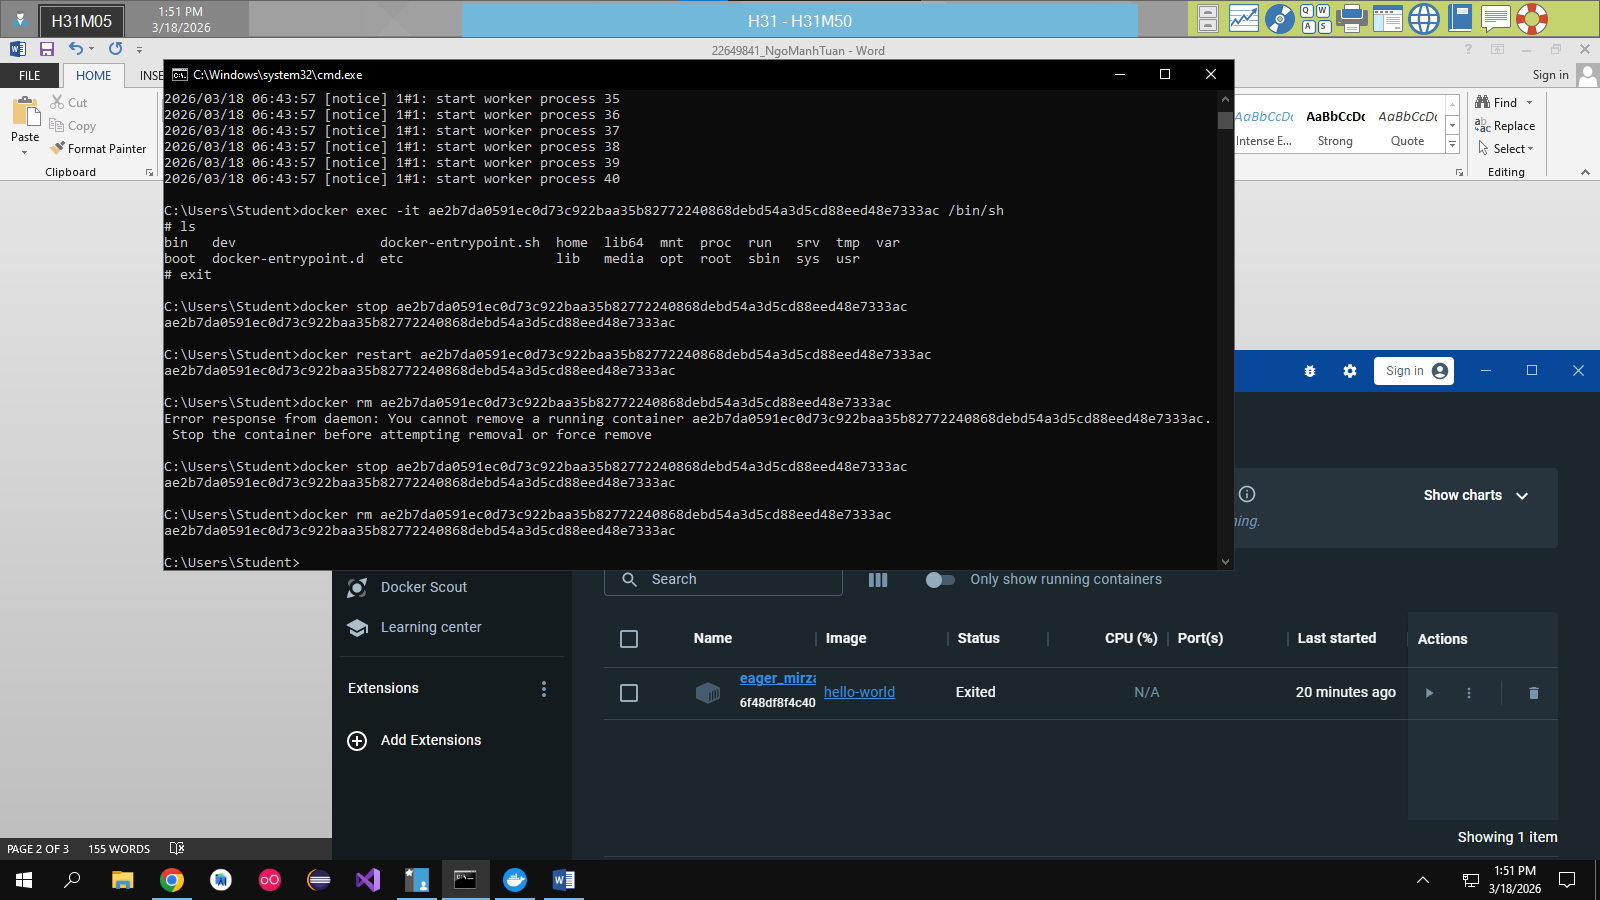 H31M05
1:51 PM
3/18/2026
H31 - H31M50
Q W
A S
22649841_NgoManhTuan - Word
FILE
HOME
INSE
Sign in
Cut
Copy
Paste
Format Painter
Clipboard
AaBbCcDc
AaBbCcDc
AaBbCcDc
Intense E...
Strong
Quote
Find
Replace
Select
Editing
C:\Windows\system32\cmd.exe
2026/03/18 06:43:57 [notice] 1#1: start worker process 35
2026/03/18 06:43:57 [notice] 1#1: start worker process 36
2026/03/18 06:43:57 [notice] 1#1: start worker process 37
2026/03/18 06:43:57 [notice] 1#1: start worker process 38
2026/03/18 06:43:57 [notice] 1#1: start worker process 39
2026/03/18 06:43:57 [notice] 1#1: start worker process 40
C:\Users\Student>docker exec -it ae2b7da0591ec0d73c922baa35b82772240868debd54a3d5cd88eed48e7333ac /bin/sh
# ls
bin   dev                  docker-entrypoint.sh  home  lib64  mnt  proc  run   srv  tmp  var
boot  docker-entrypoint.d  etc                   lib   media  opt  root  sbin  sys  usr
# exit
C:\Users\Student>docker stop ae2b7da0591ec0d73c922baa35b82772240868debd54a3d5cd88eed48e7333ac
ae2b7da0591ec0d73c922baa35b82772240868debd54a3d5cd88eed48e7333ac
C:\Users\Student>docker restart ae2b7da0591ec0d73c922baa35b82772240868debd54a3d5cd88eed48e7333ac
ae2b7da0591ec0d73c922baa35b82772240868debd54a3d5cd88eed48e7333ac
C:\Users\Student>docker rm ae2b7da0591ec0d73c922baa35b82772240868debd54a3d5cd88eed48e7333ac
Error response from daemon: You cannot remove a running container ae2b7da0591ec0d73c922baa35b82772240868debd54a3d5cd88eed48e7333ac.
 Stop the container before attempting removal or force remove
C:\Users\Student>docker stop ae2b7da0591ec0d73c922baa35b82772240868debd54a3d5cd88eed48e7333ac
ae2b7da0591ec0d73c922baa35b82772240868debd54a3d5cd88eed48e7333ac
C:\Users\Student>docker rm ae2b7da0591ec0d73c922baa35b82772240868debd54a3d5cd88eed48e7333ac
ae2b7da0591ec0d73c922baa35b82772240868debd54a3d5cd88eed48e7333ac
C:\Users\Student>
Sign in
Show charts
ning.
Docker Scout
Learning center
Extensions
Add Extensions
Search
Only show running containers
Name
Image
Status
CPU (%)
Port(s)
Last started
Actions
eager_mirza
6f48df8f4c40
hello-world
Exited
N/A
20 minutes ago
Showing 1 item
PAGE 2 OF 3
155 WORDS
1:51 PM
3/18/2026